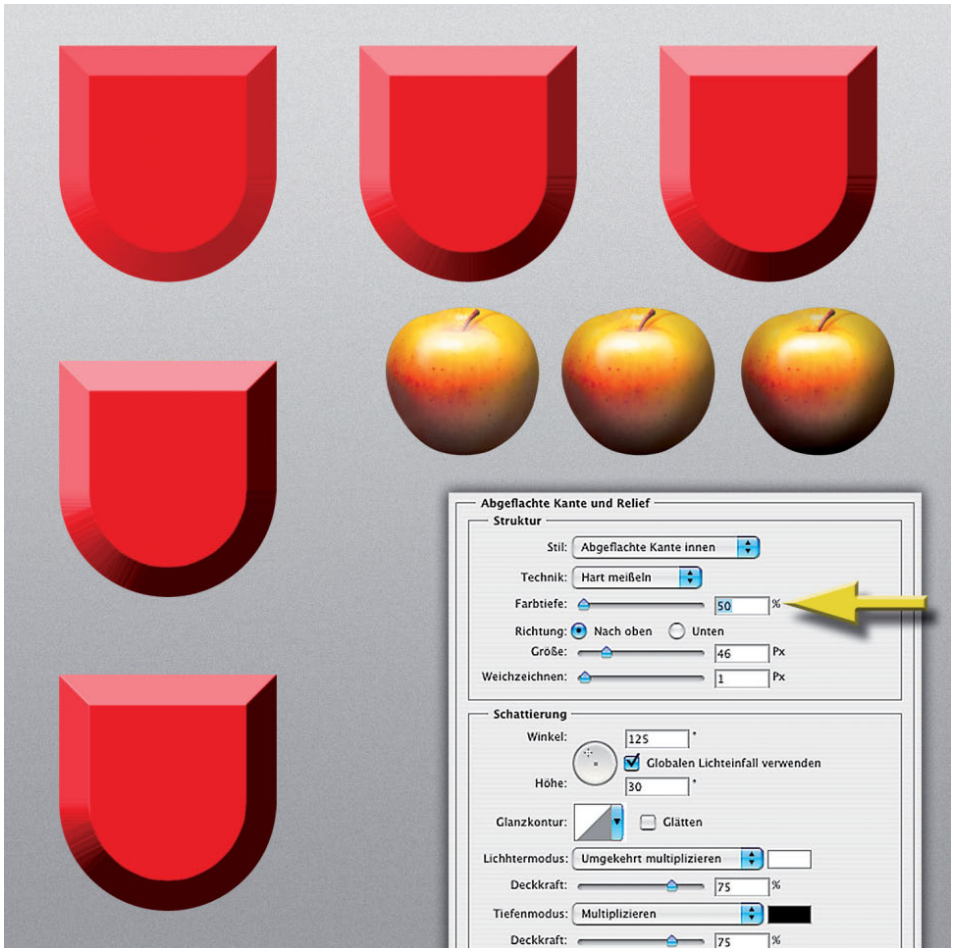 Abgeflachte Kante und Relief
Struktur
Stil: Abgeflachte Kante innen
Technik: Hart meißeln
Farbtiefe: 50 %
Richtung: Nach oben Unten
Größe: 46 Px
Weichzeichnen: 1 Px
Schattierung
Winkel: 125 °
Globalen Lichteinfall verwenden
Höhe: 30 °
Glanzkontur: Glätten
Lichhtermodus: Umgekehrt multiplizieren
Deckkraft: 75 %
Tiefenmodus: Multiplizieren
Deckkraft: 75 %